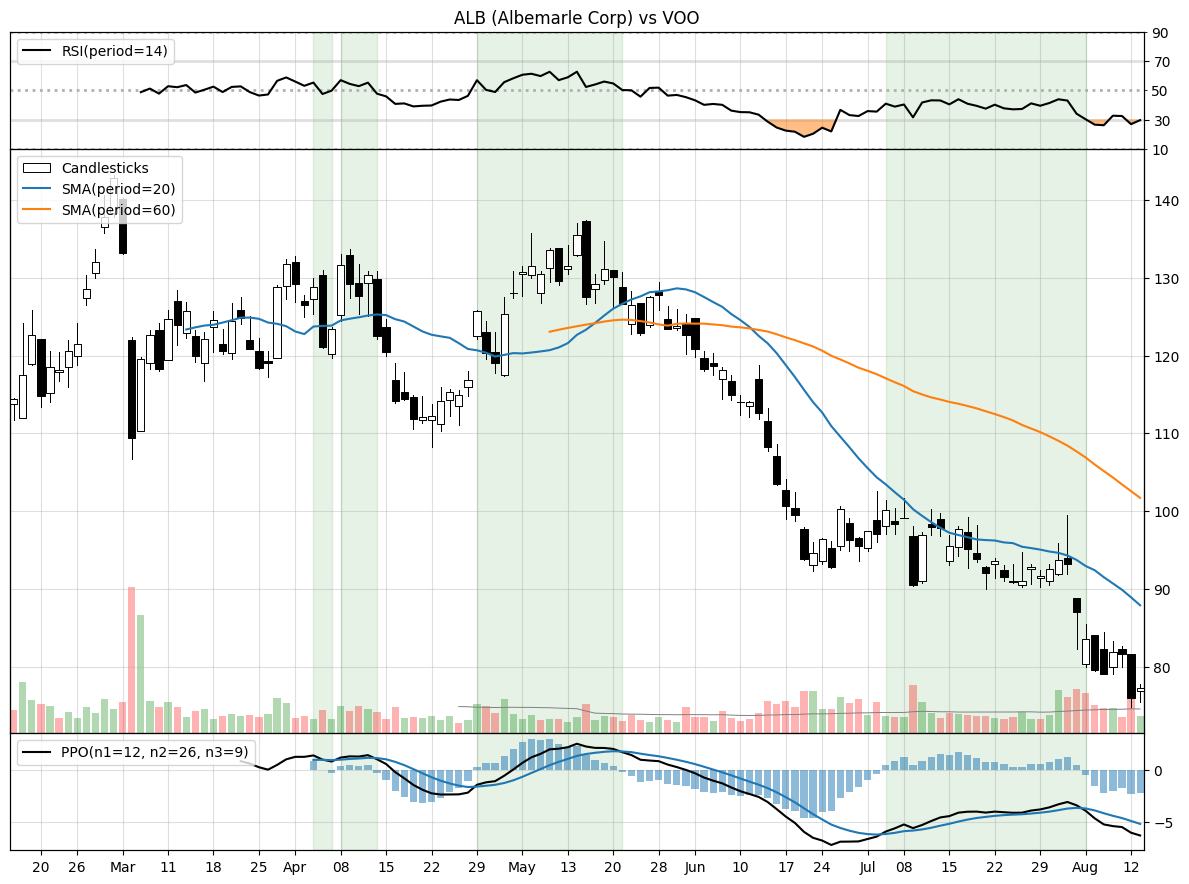 ALB (Albemarle Corp) vs VOO
RSI(period=14)
90
70
50
30
10
Candlesticks
SMA(period=20)
SMA(period=60)
140
130
120
110
100
90
80
PPO(n1=12, n2=26, n3=9)
0
−5
20 26 Mar 11 18 25 Apr 08 15 22 29 May 13 20 28 Jun 10 17 24 Jul 08 15 22 29 Aug 12